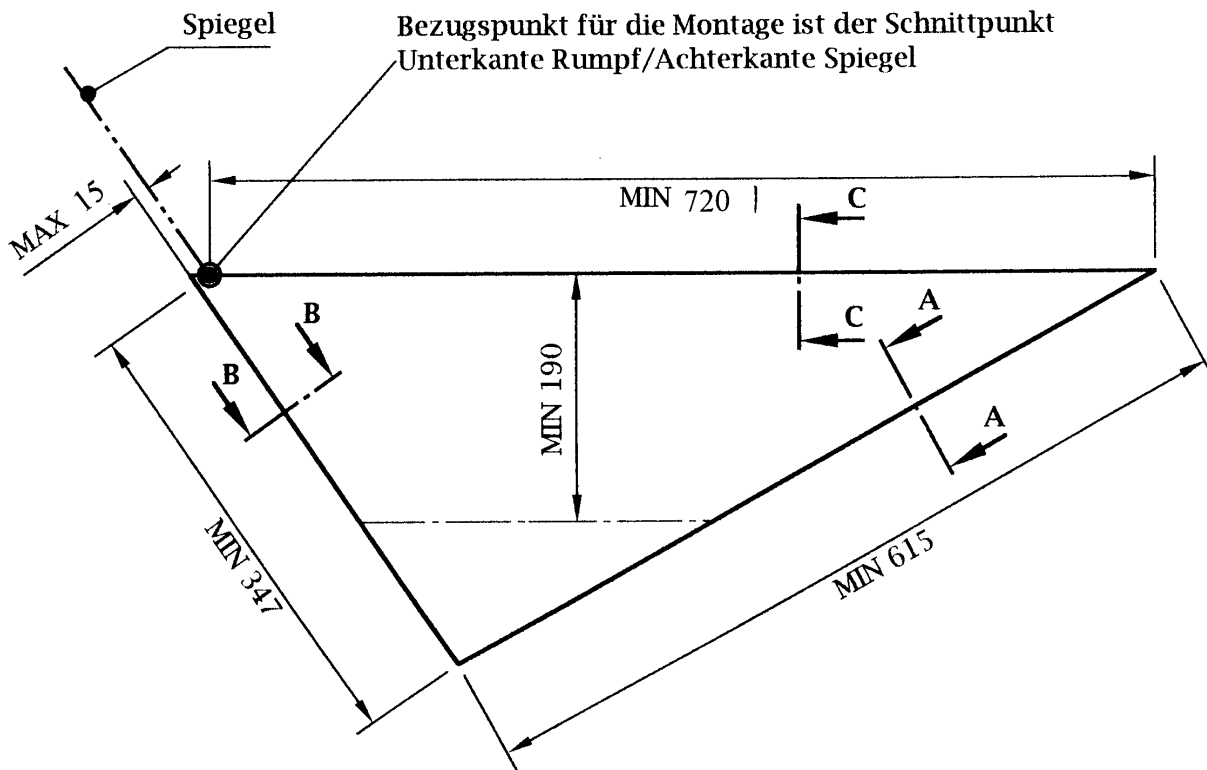 Spiegel
Bezugspunkt für die Montage ist der Schnittpunkt
Unterkante Rumpf/Achterkante Spiegel
MAX 15
MIN 720
C
C
B
B
A
A
MIN 190
MIN 347
MIN 615